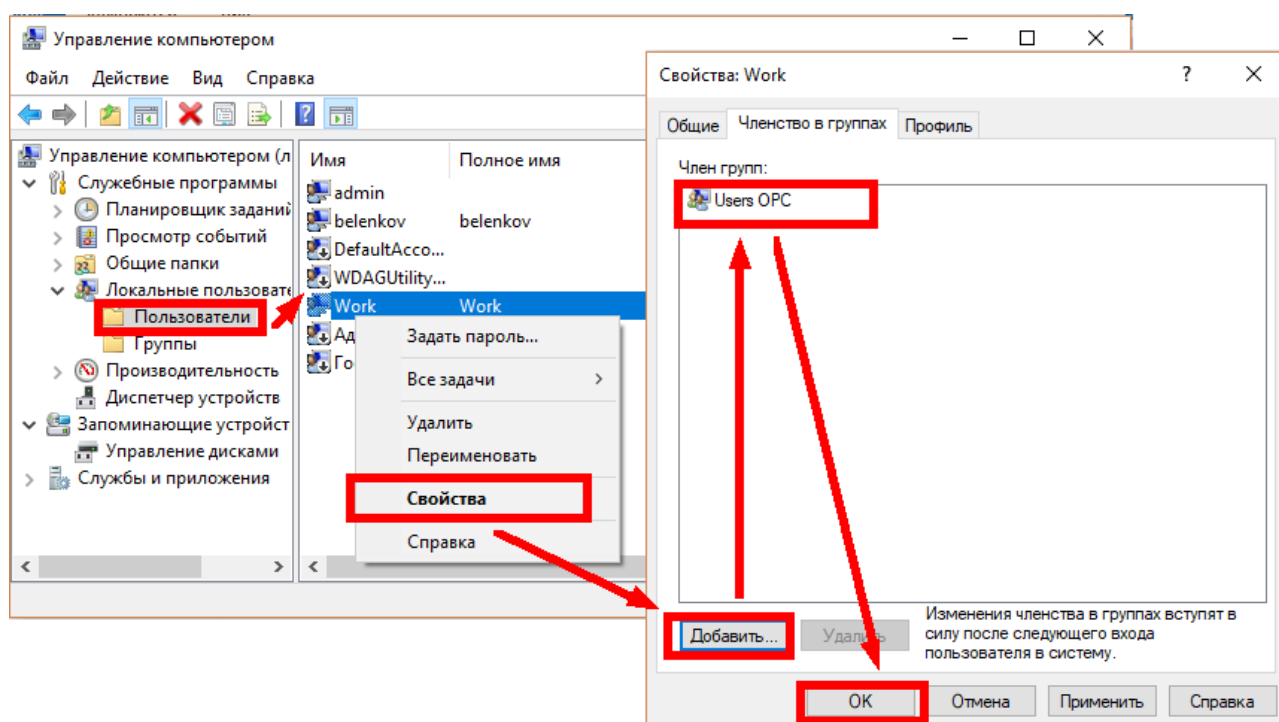 Управление компьютером
Файл Действие Вид Справка
Управление компьютером (л
Служебные программы
Планировщик заданий
Просмотр событий
Общие папки
Локальные пользовате
Пользователи
Группы
Производительность
Диспетчер устройств
Запоминающие устройст
Управление дисками
Службы и приложения
Имя Полное имя
admin
belenkov belenkov
DefaultAcco...
WDAGUtility...
Work Work
Ад
Го
Задать пароль...
Все задачи
Удалить
Переименовать
Свойства
Справка
Свойства: Work
Общие Членство в группах Профиль
Член групп:
Users OPC
Добавить... Удалить
Изменения членства в группах вступят в
силу после следующего входа
пользователя в систему.
OK Отмена Применить Справка